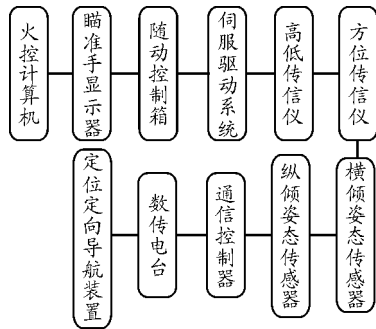 火控计算机
瞄准手显示器
随动控制箱
伺服驱动系统
高低传信仪
方位传信仪
定位定向导航装置
数传电台
通信控制器
纵倾姿态传感器
横倾姿态传感器